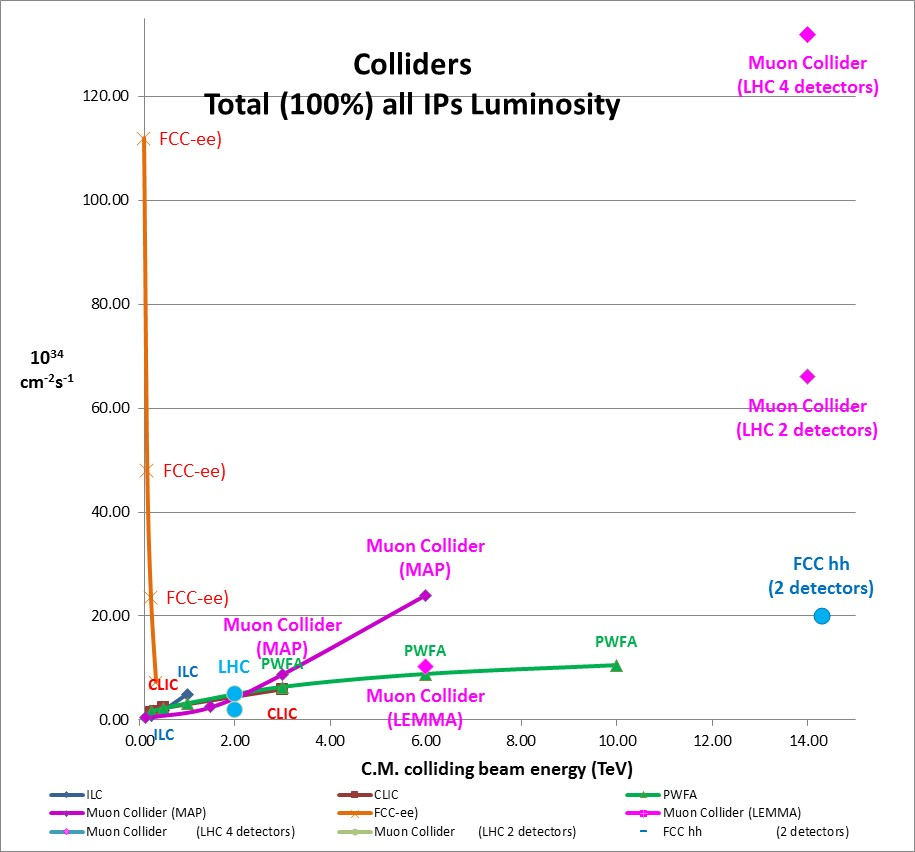 Colliders
Total (100%) all IPs Luminosity
Muon Collider
(LHC 4 detectors)
120.00
FCC-ee)
100.00
80.00
10³⁴
cm⁻²s⁻¹
60.00
Muon Collider
(LHC 2 detectors)
FCC-ee)
40.00
Muon Collider
(MAP)
FCC hh
(2 detectors)
FCC-ee)
20.00
Muon Collider
(MAP)
PWFA
PWFA
PWFA
LHC
ILC
CLIC
Muon Collider
(LEMMA)
CLIC
0.00
ILC
0.00 2.00 4.00 6.00 8.00 10.00 12.00 14.00
C.M. colliding beam energy (TeV)
ILC CLIC PWFA
Muon Collider (MAP) FCC-ee) Muon Collider (LEMMA)
Muon Collider (LHC 4 detectors) Muon Collider (LHC 2 detectors) FCC hh (2 detectors)